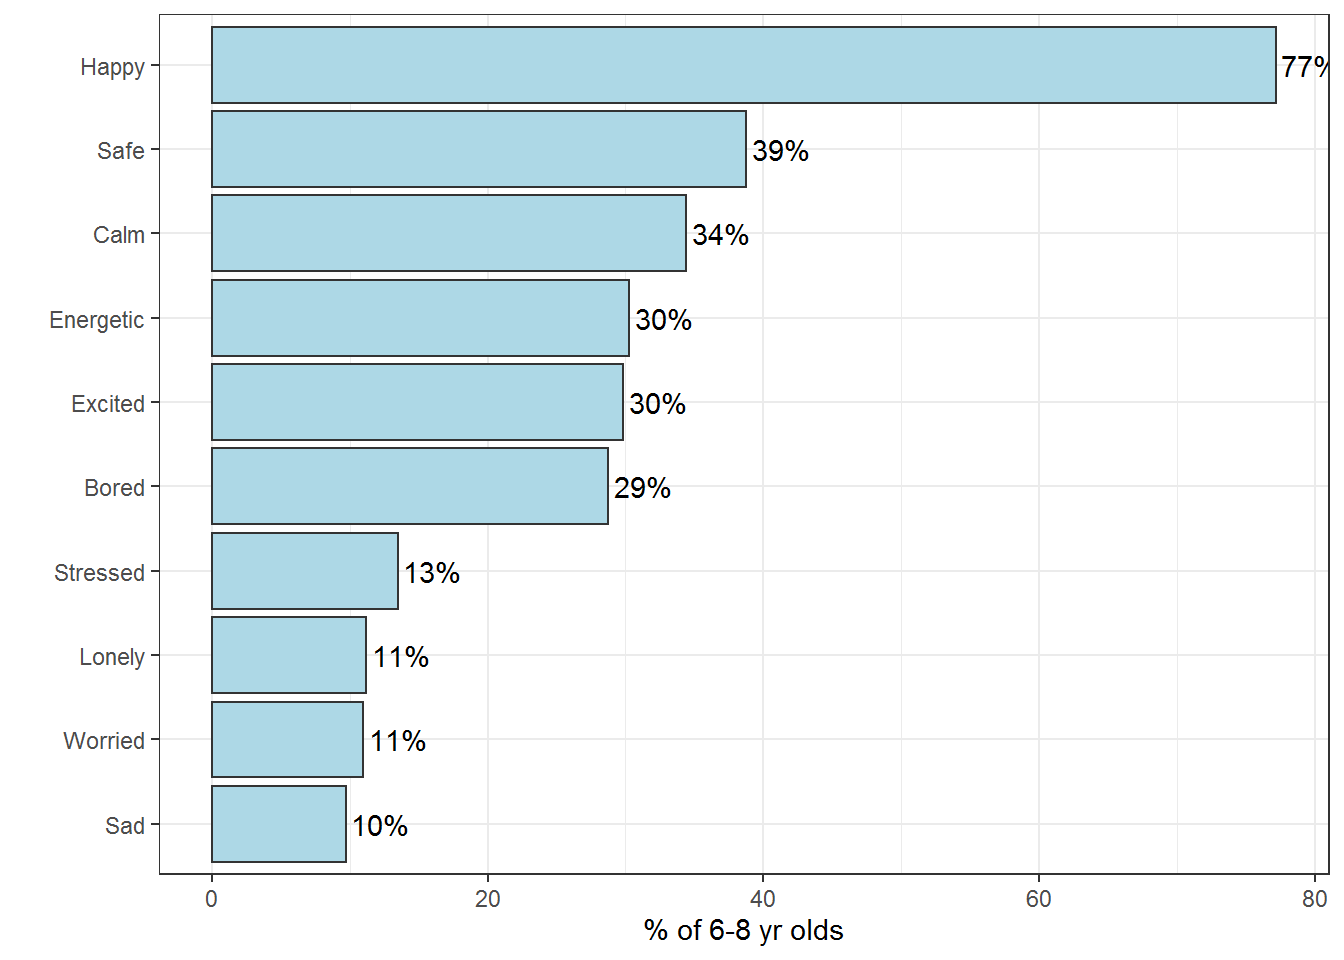 Happy 77%
Safe 39%
Calm 34%
Energetic 30%
Excited 30%
Bored 29%
Stressed 13%
Lonely 11%
Worried 11%
Sad 10%
0 20 40 60 80
% of 6-8 yr olds